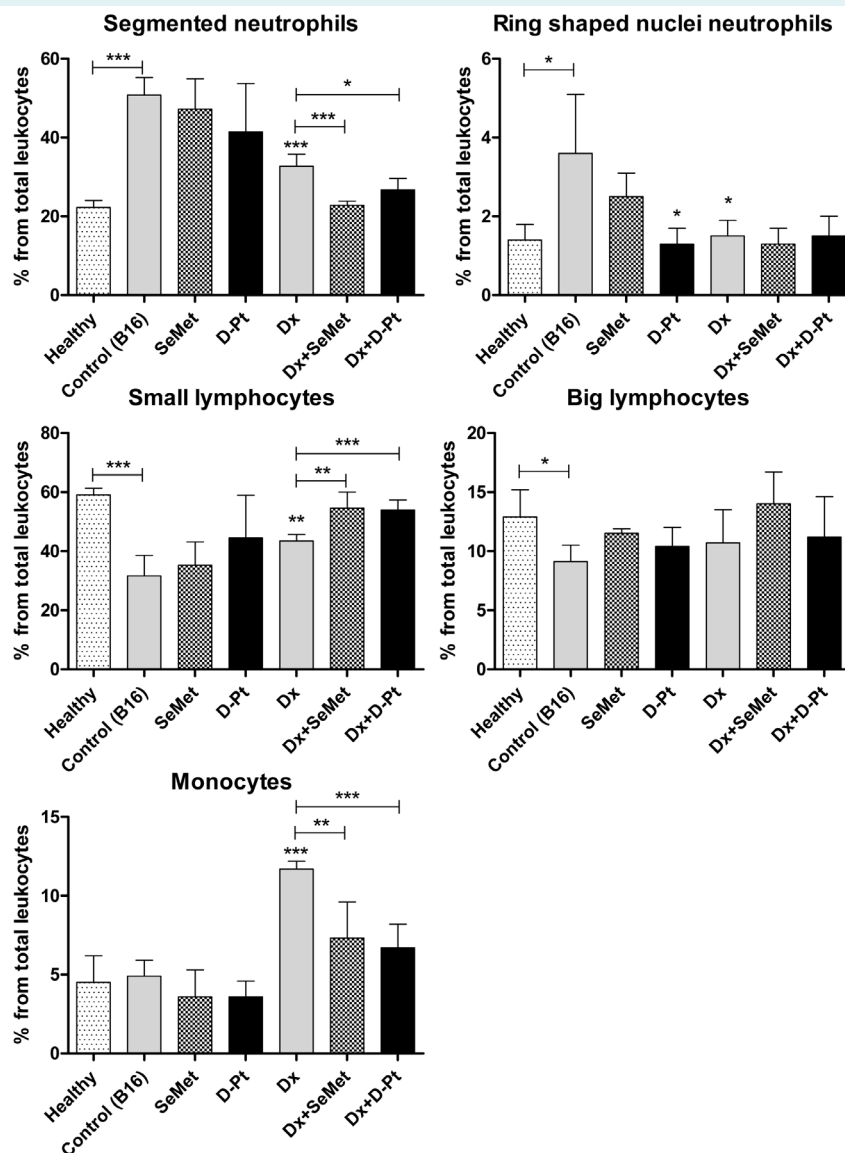 Segmented neutrophils
% from total leukocytes
60
40
20
0
***
***
***
*
Healthy
Control (B16)
SeMet
D-Pt
Dx
Dx+SeMet
Dx+D-Pt
Ring shaped nuclei neutrophils
% from total leukocytes
6
4
2
0
*
*
*
Healthy
Control (B16)
SeMet
D-Pt
Dx
Dx+SeMet
Dx+D-Pt
Small lymphocytes
% from total leukocytes
80
60
40
20
0
***
**
**
***
Healthy
Control (B16)
SeMet
D-Pt
Dx
Dx+SeMet
Dx+D-Pt
Big lymphocytes
% from total leukocytes
20
15
10
5
0
*
Healthy
Control (B16)
SeMet
D-Pt
Dx
Dx+SeMet
Dx+D-Pt
Monocytes
% from total leukocytes
15
10
5
0
***
**
***
Healthy
Control (B16)
SeMet
D-Pt
Dx
Dx+SeMet
Dx+D-Pt